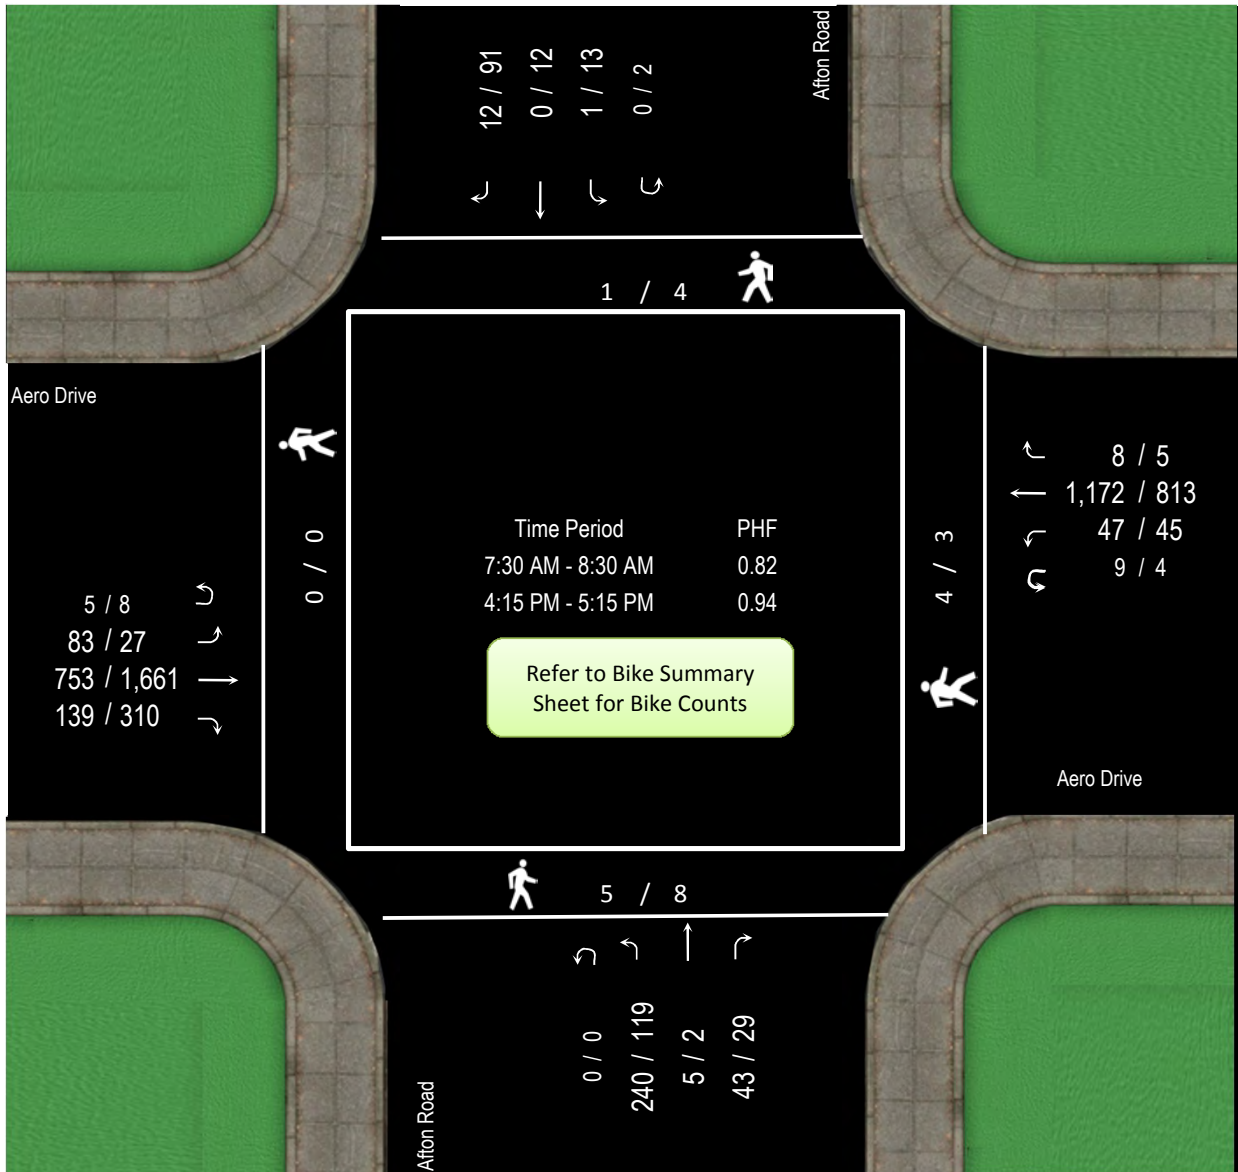 Afton Road
12 / 91
0 / 12
1 / 13
0 / 2
1 / 4
Aero Drive
0 / 0
Time Period PHF
7:30 AM - 8:30 AM 0.82
4:15 PM - 5:15 PM 0.94
Refer to Bike Summary
Sheet for Bike Counts
4 / 3
8 / 5
1,172 / 813
47 / 45
9 / 4
5 / 8
83 / 27
753 / 1,661
139 / 310
Aero Drive
5 / 8
0 / 0
240 / 119
5 / 2
43 / 29
Afton Road